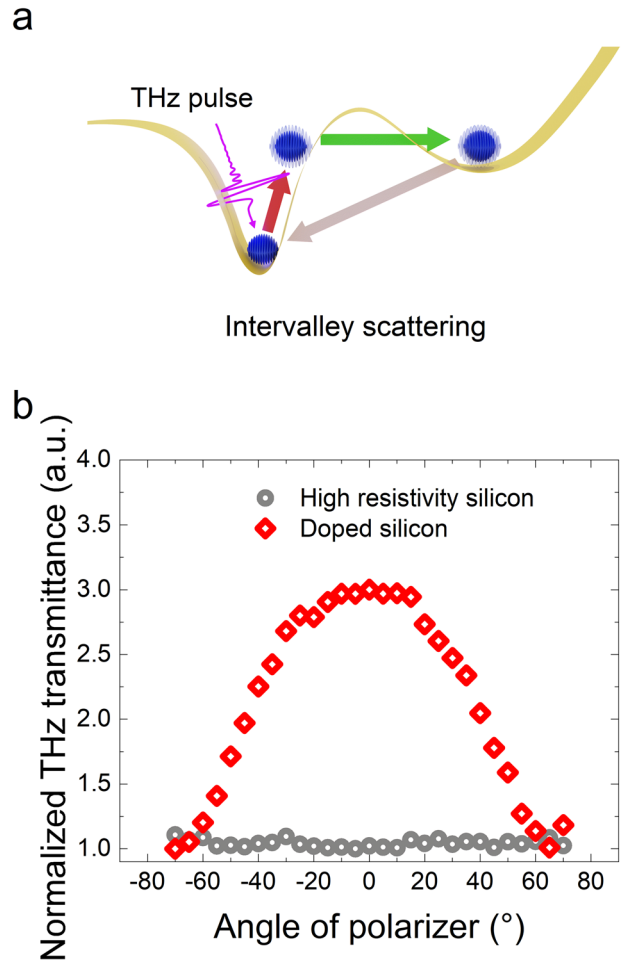 a
THz pulse
Intervalley scattering
b
Normalized THz transmittance (a.u.)
4.0
3.5
3.0
2.5
2.0
1.5
1.0
High resistivity silicon
Doped silicon
-80 -60 -40 -20 0 20 40 60 80
Angle of polarizer (°)